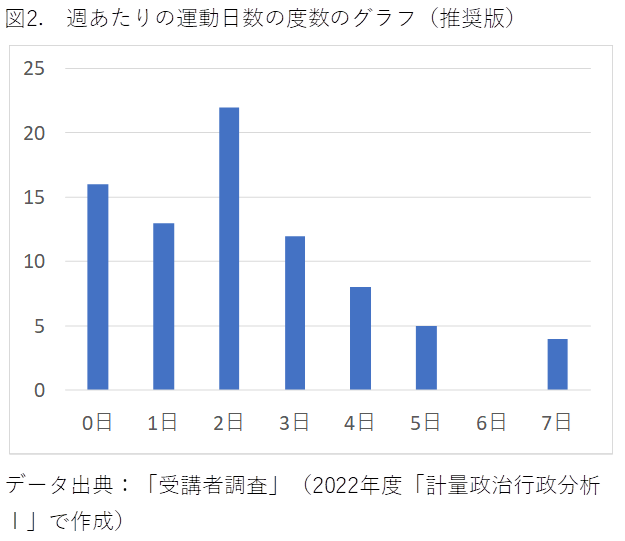 図2.　週あたりの運動日数の度数のグラフ（推奨版）
25
20
15
10
5
0
0日 1日 2日 3日 4日 5日 6日 7日
データ出典：「受講者調査」（2022年度「計量政治行政分析
Ⅰ」で作成）